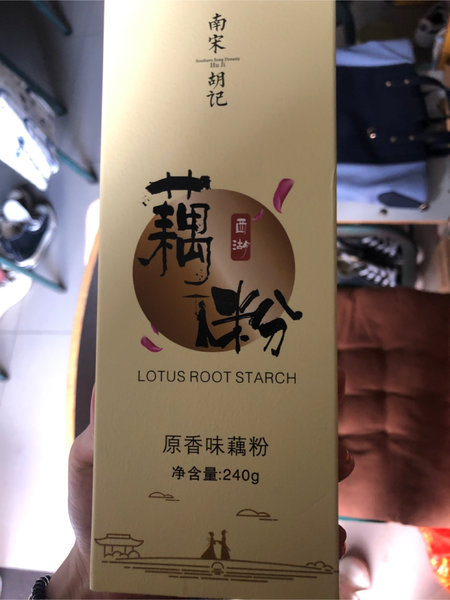 南宋
Southern Song Dynasty
Hu Ji
胡记
藕粉
西湖
LOTUS ROOT STARCH
原香味藕粉
净含量:240g